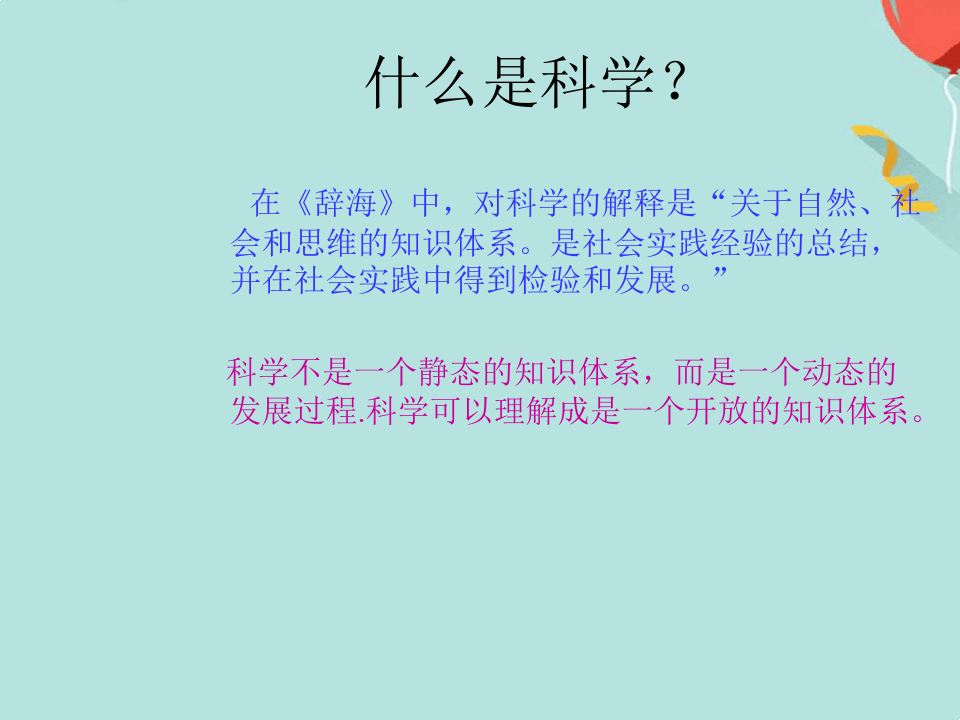 什么是科学？
在《辞海》中，对科学的解释是“关于自然、社
会和思维的知识体系。是社会实践经验的总结，
并在社会实践中得到检验和发展。”
科学不是一个静态的知识体系，而是一个动态的
发展过程.科学可以理解成是一个开放的知识体系。